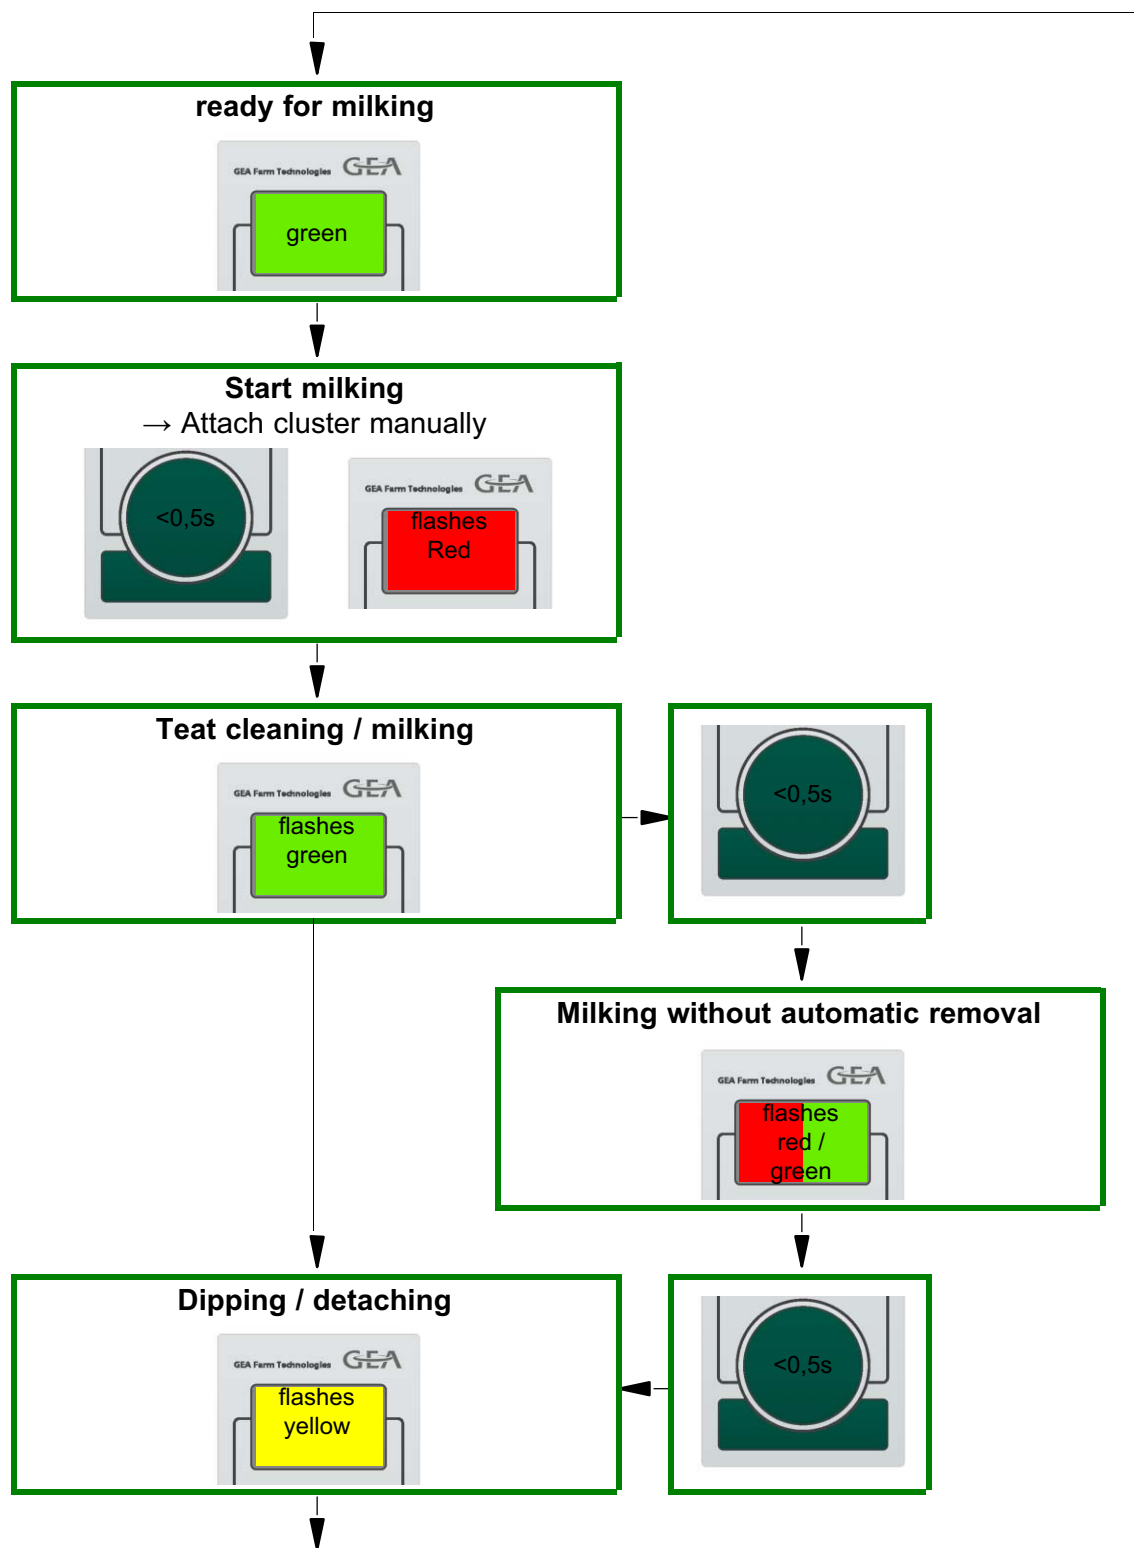 ready for milking
GEA Farm Technologies GEA
green
Start milking
→ Attach cluster manually
<0,5s
GEA Farm Technologies GEA
flashes
Red
Teat cleaning / milking
GEA Farm Technologies GEA
flashes
green
<0,5s
Milking without automatic removal
GEA Farm Technologies GEA
flashes
red /
green
Dipping / detaching
GEA Farm Technologies GEA
flashes
yellow
<0,5s